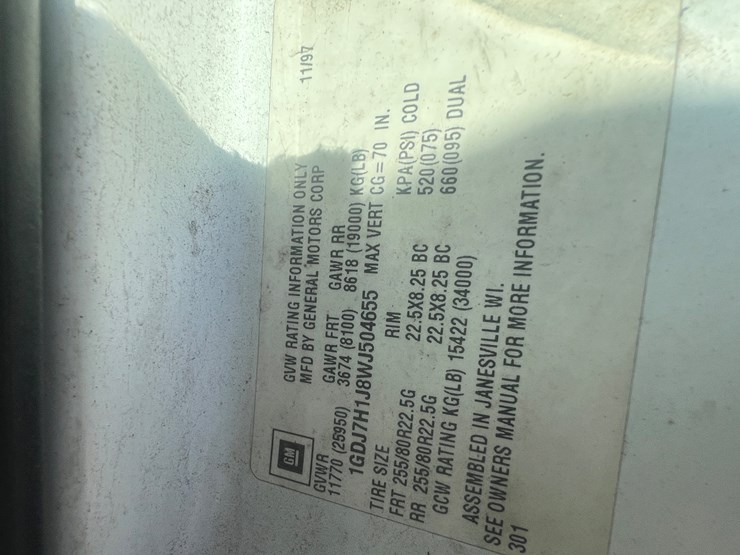 GM
GVW RATING INFORMATION ONLY
MFD BY GENERAL MOTORS CORP 11/97
GVWR GAWR FRT GAWR RR
11770 (25950) 3674 (8100) 8618 (19000) KG(LB)
1GDJ7H1J8WJ504655 MAX VERT CG=70 IN.
TIRE SIZE RIM KPA(PSI) COLD
FRT 255/80R22.5G 22.5X8.25 BC 520(075)
RR 255/80R22.5G 22.5X8.25 BC 660(095) DUAL
GCW RATING KG(LB) 15422 (34000)
ASSEMBLED IN JANESVILLE WI.
SEE OWNERS MANUAL FOR MORE INFORMATION.
301